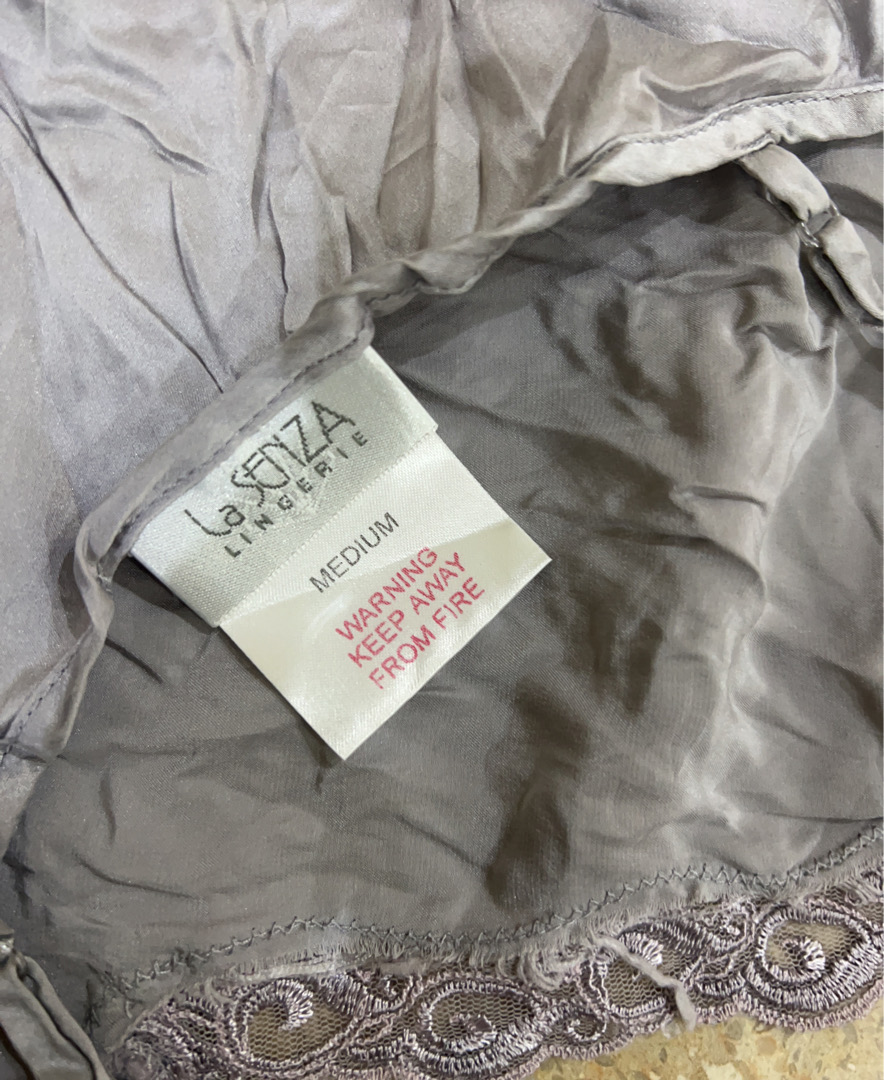 La SENZA
LINGERIE
MEDIUM
WARNING
KEEP AWAY
FROM FIRE